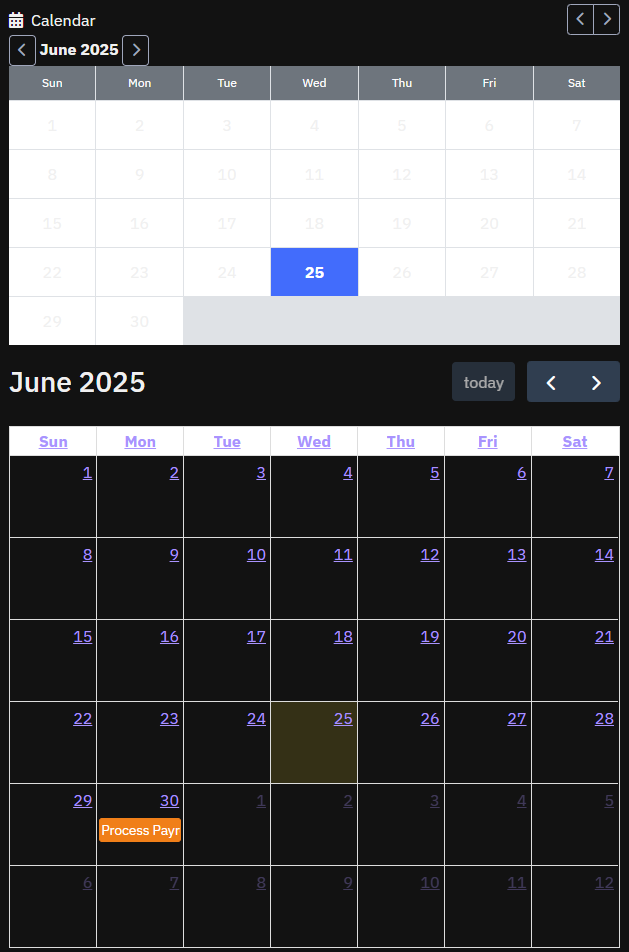 Calendar
June 2025
Sun Mon Tue Wed Thu Fri Sat
1 2 3 4 5 6 7
8 9 10 11 12 13 14
15 16 17 18 19 20 21
22 23 24 25 26 27 28
29 30
June 2025 today
Sun Mon Tue Wed Thu Fri Sat
1 2 3 4 5 6 7
8 9 10 11 12 13 14
15 16 17 18 19 20 21
22 23 24 25 26 27 28
29 30 1 2 3 4 5
Process Payr
6 7 8 9 10 11 12